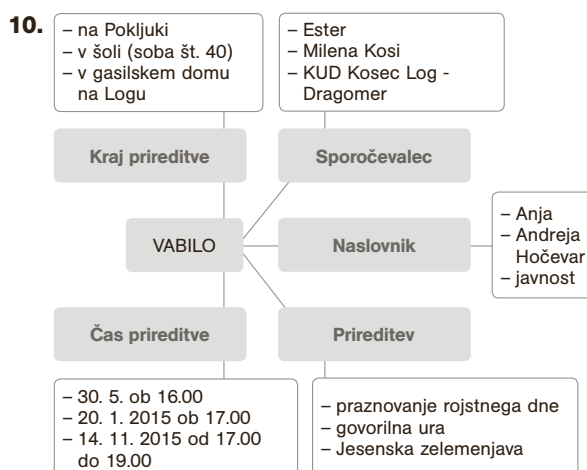 10.
– na Pokljuki
– v šoli (soba št. 40)
– v gasilskem domu
na Logu
– Ester
– Milena Kosi
– KUD Kosec Log -
Dragomer
Kraj prireditve
Sporočevalec
VABILO
Naslovnik
– Anja
– Andreja
Hočevar
– javnost
Čas prireditve
Prireditev
– 30. 5. ob 16.00
– 20. 1. 2015 ob 17.00
– 14. 11. 2015 od 17.00
do 19.00
– praznovanje rojstnega dne
– govorilna ura
– Jesenska zelemenjava